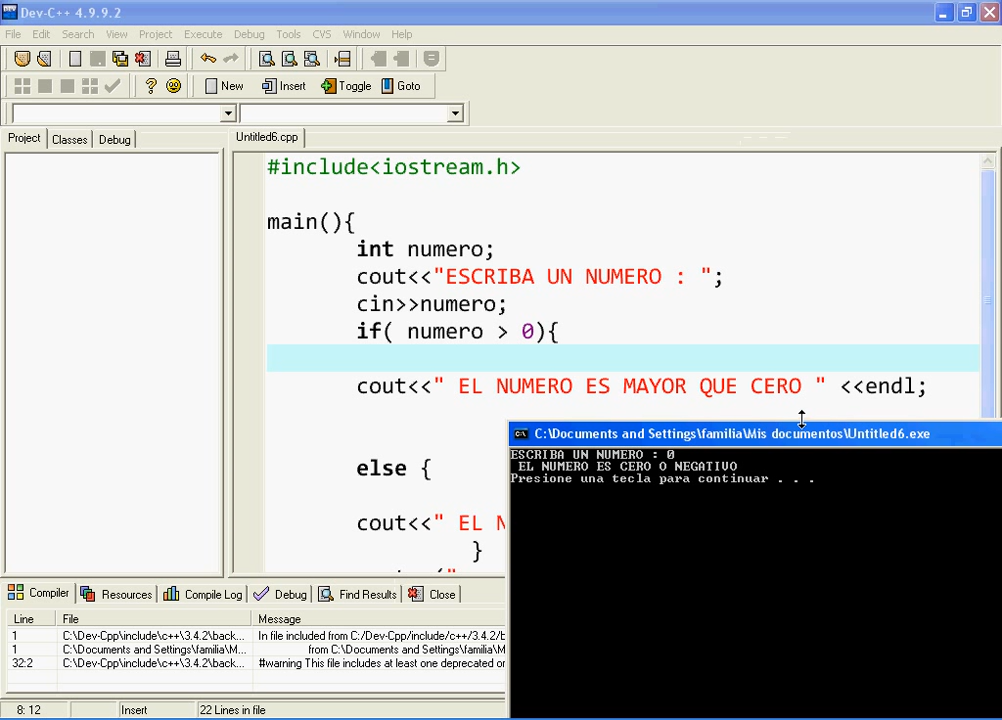 Dev-C++ 4.9.9.2
File Edit Search View Project Execute Debug Tools CVS Window Help
New Insert Toggle Goto
Project Classes Debug
Untitled6.cpp
#include<iostream.h>
main(){
int numero;
cout<<"ESCRIBA UN NUMERO : ";
cin>>numero;
if( numero > 0){
cout<<" EL NUMERO ES MAYOR QUE CERO " <<endl;
else {
cout<<" EL N
}
C:\Documents and Settings\familia\Mis documentos\Untitled6.exe
ESCRIBA UN NUMERO : 0
EL NUMERO ES CERO O NEGATIVO
Presione una tecla para continuar . . .
Compiler Resources Compile Log Debug Find Results Close
Line File Message
1 C:\Dev-Cpp\include\c++\3.4.2\back... In file included from C:/Dev-Cpp/include/c++/3.4.2/b
1 C:\Documents and Settings\familia\M... from C:\Documents and Settings\familia\M
32:2 C:\Dev-Cpp\include\c++\3.4.2\back... #warning This file includes at least one deprecated or
8: 12 Insert 22 Lines in file